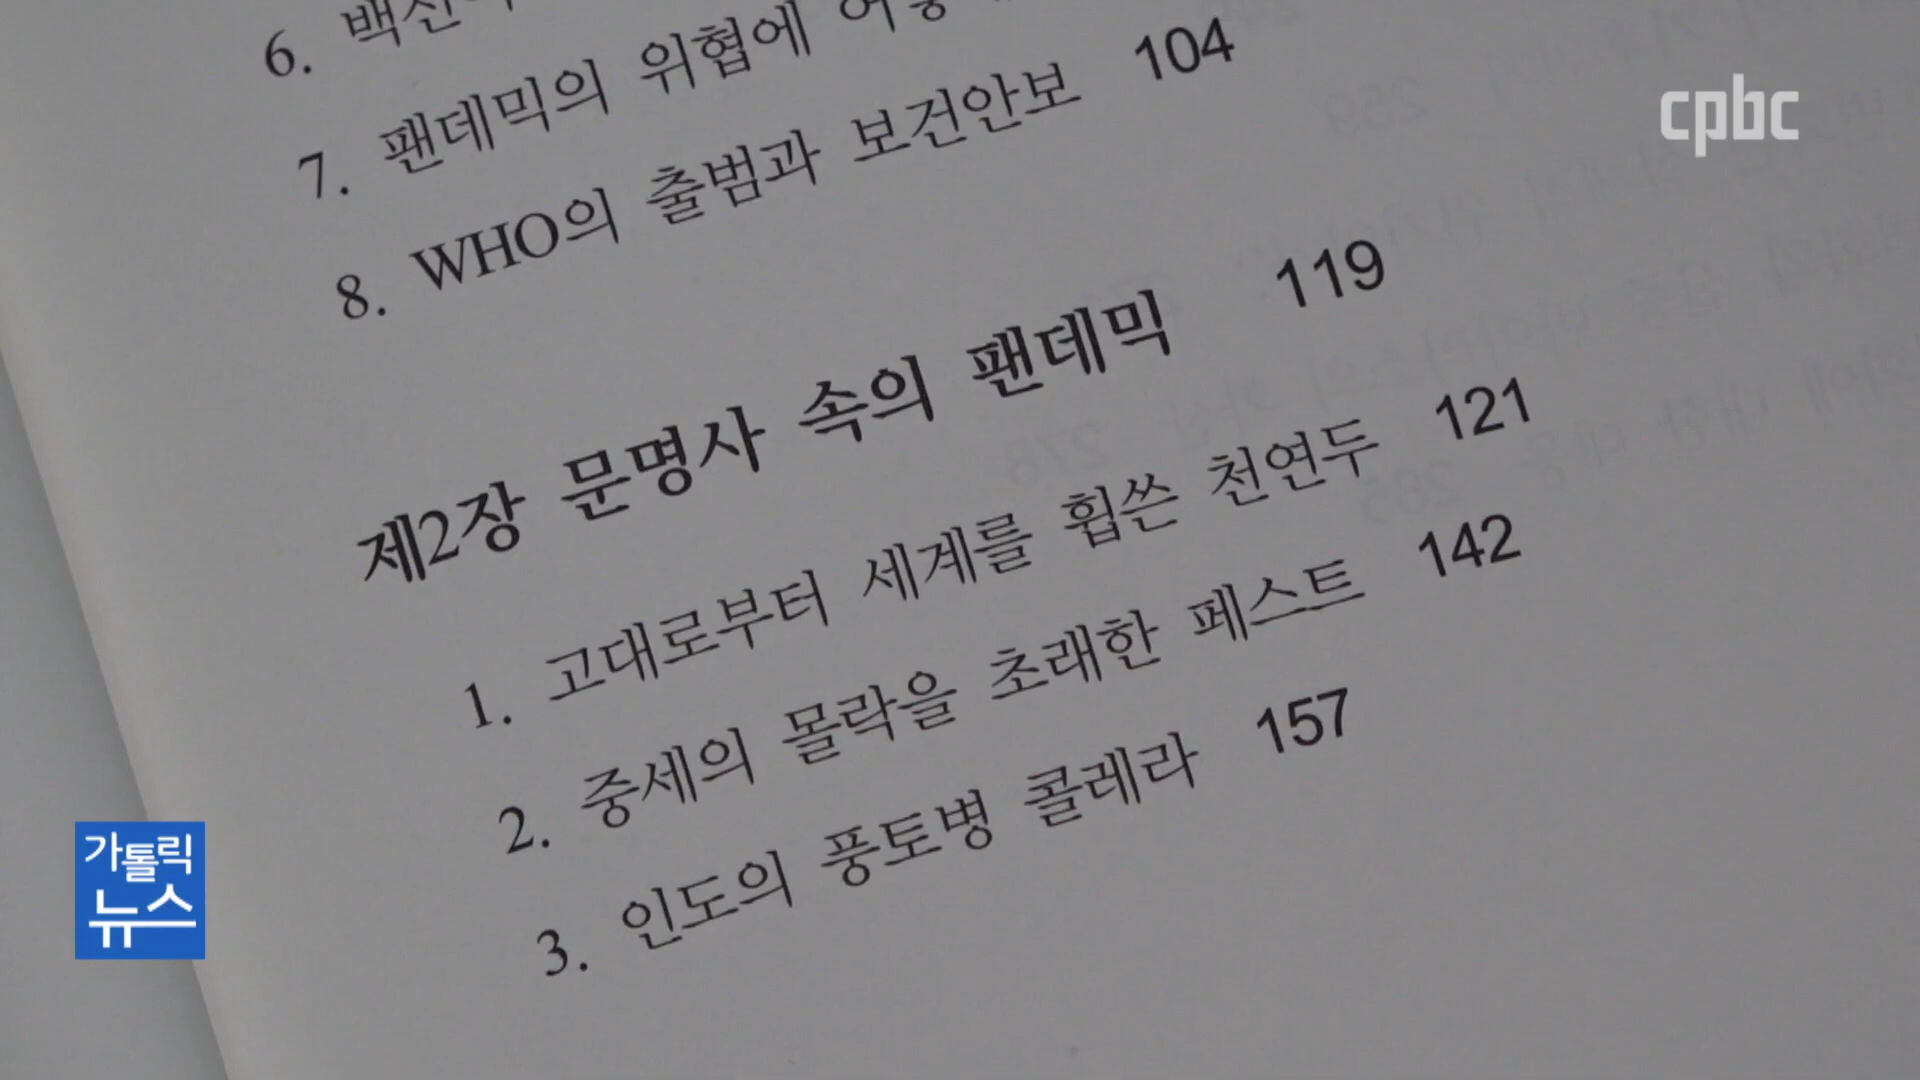 6. 백신
7. 팬데믹의 위협에
8. WHO의 출범과 보건안보 104
제2장 문명사 속의 팬데믹 119
1. 고대로부터 세계를 휩쓴 천연두 121
2. 중세의 몰락을 초래한 페스트 142
3. 인도의 풍토병 콜레라 157
cpbc
가톨릭
뉴스